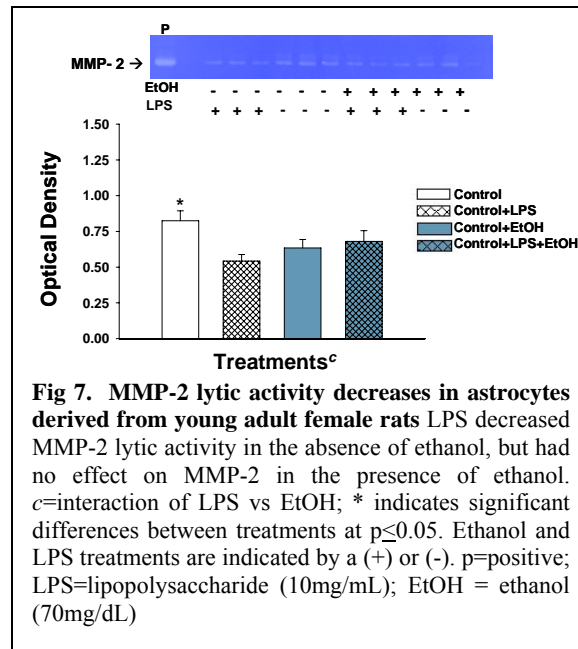 P
MMP- 2 →
EtOH - - - - - - + + + + + +
LPS + + + - - - + + + - - -
1.50
1.25
1.00
0.75
0.50
0.25
0.00
Optical Density
*
Control
Control+LPS
Control+EtOH
Control+LPS+EtOH
Treatmentsc
Fig 7. MMP-2 lytic activity decreases in astrocytes
derived from young adult female rats LPS decreased
MMP-2 lytic activity in the absence of ethanol, but had
no effect on MMP-2 in the presence of ethanol.
c=interaction of LPS vs EtOH; * indicates significant
differences between treatments at p≤0.05. Ethanol and
LPS treatments are indicated by a (+) or (-). p=positive;
LPS=lipopolysaccharide (10mg/mL); EtOH = ethanol
(70mg/dL)